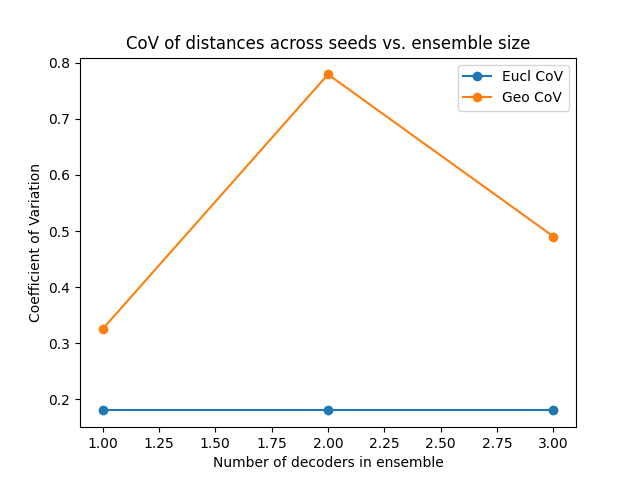 CoV of distances across seeds vs. ensemble size
Eucl CoV
Geo CoV
Coefficient of Variation
0.8
0.7
0.6
0.5
0.4
0.3
0.2
1.00 1.25 1.50 1.75 2.00 2.25 2.50 2.75 3.00
Number of decoders in ensemble